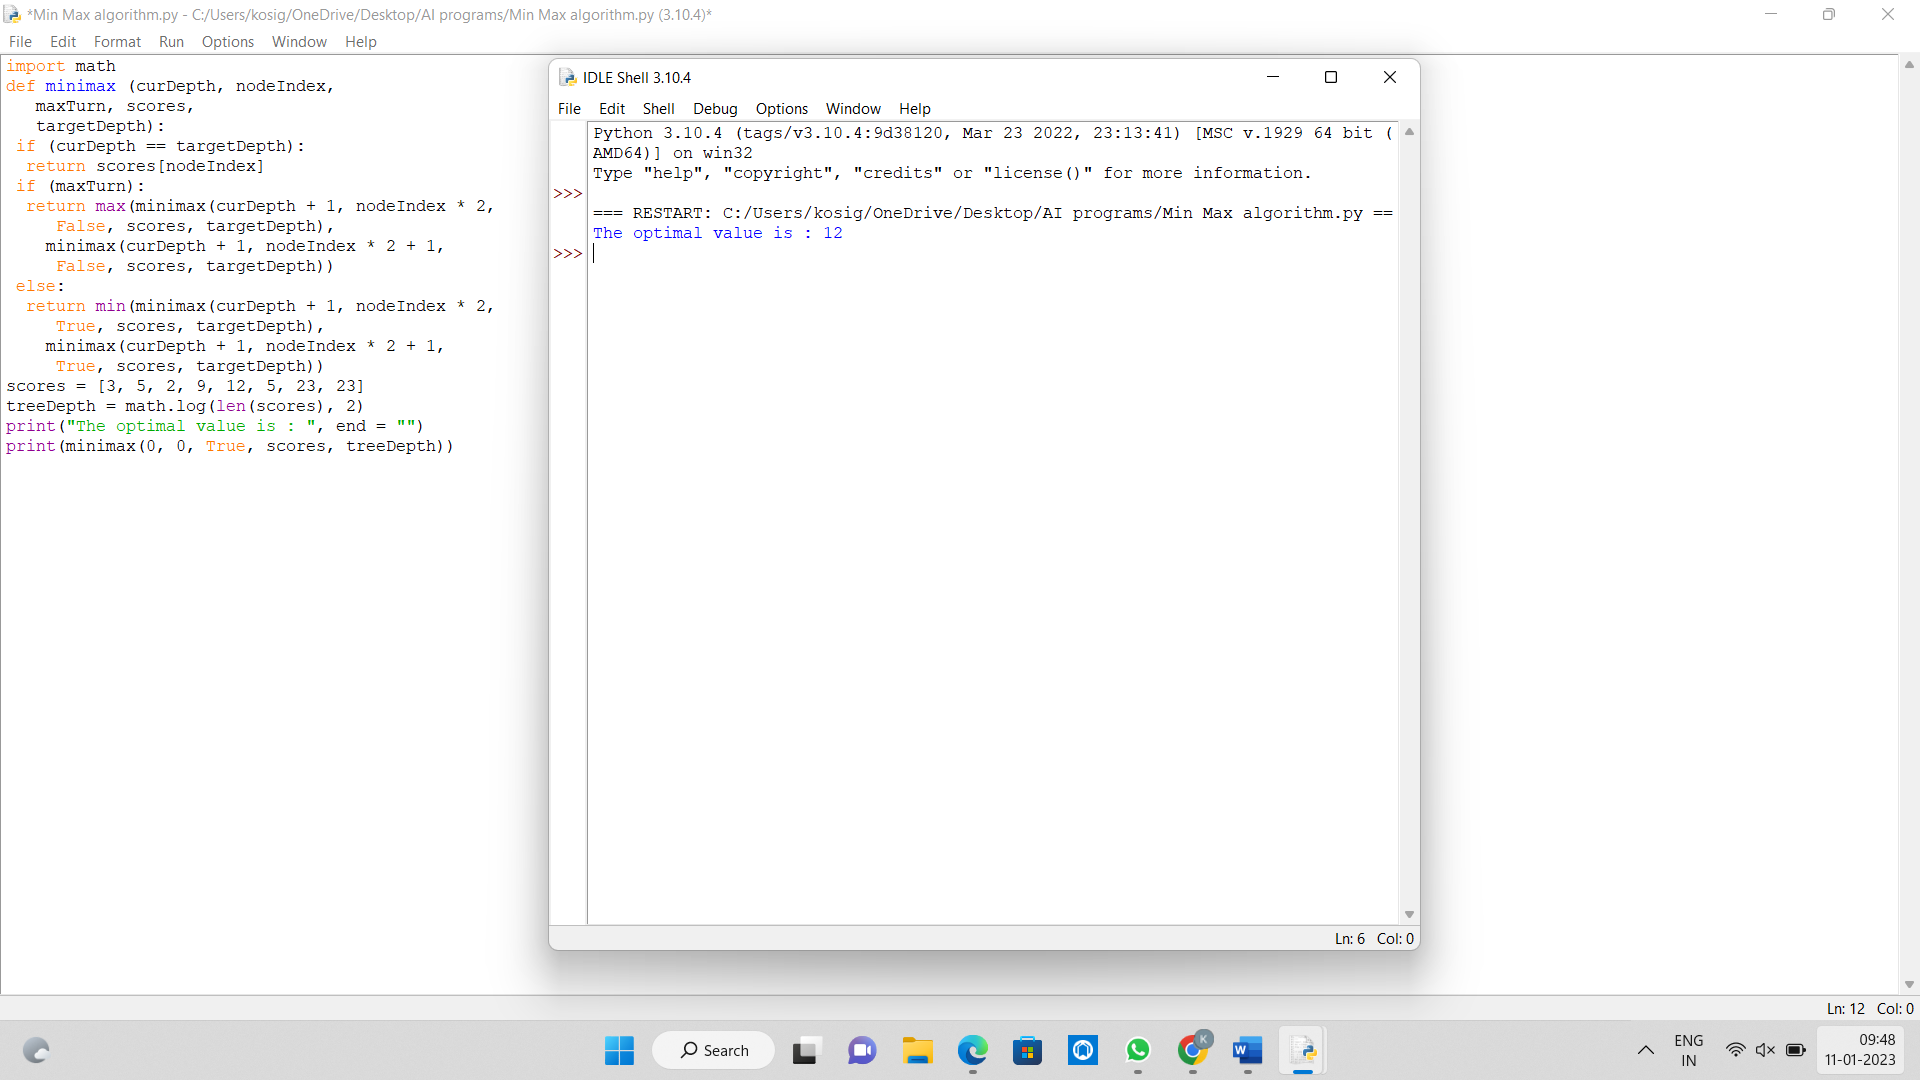 *Min Max algorithm.py - C:/Users/kosig/OneDrive/Desktop/AI programs/Min Max algorithm.py (3.10.4)*
File Edit Format Run Options Window Help
import math
def minimax (curDepth, nodeIndex,
   maxTurn, scores,
   targetDepth):
 if (curDepth == targetDepth):
  return scores[nodeIndex]
 if (maxTurn):
  return max(minimax(curDepth + 1, nodeIndex * 2,
     False, scores, targetDepth),
    minimax(curDepth + 1, nodeIndex * 2 + 1,
     False, scores, targetDepth))
 else:
  return min(minimax(curDepth + 1, nodeIndex * 2,
     True, scores, targetDepth),
    minimax(curDepth + 1, nodeIndex * 2 + 1,
     True, scores, targetDepth))
scores = [3, 5, 2, 9, 12, 5, 23, 23]
treeDepth = math.log(len(scores), 2)
print("The optimal value is : ", end = "")
print(minimax(0, 0, True, scores, treeDepth))
IDLE Shell 3.10.4
File Edit Shell Debug Options Window Help
Python 3.10.4 (tags/v3.10.4:9d38120, Mar 23 2022, 23:13:41) [MSC v.1929 64 bit (
AMD64)] on win32
Type "help", "copyright", "credits" or "license()" for more information.
>>>
=== RESTART: C:/Users/kosig/OneDrive/Desktop/AI programs/Min Max algorithm.py ==
The optimal value is : 12
>>>
Ln: 6 Col: 0
Ln: 12 Col: 0
Search
K
W
ENG
IN
09:48
11-01-2023